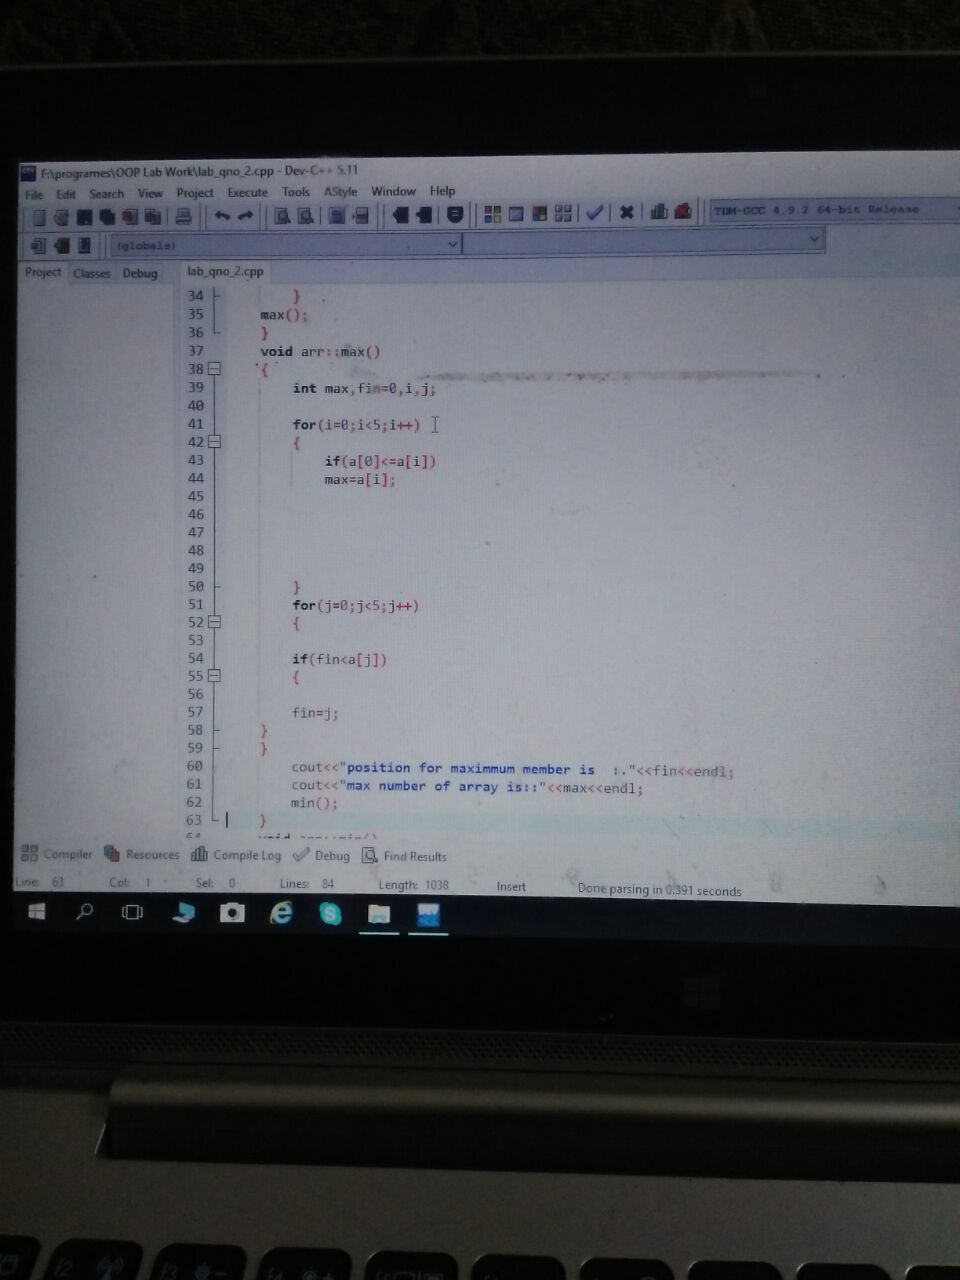 F:\programes\OOP Lab Work\lab_qno_2.cpp - Dev-C++ 5.11
File Edit Search View Project Execute Tools AStyle Window Help
TDM-GCC 4.9.2 64-bit Release
(globals)
Project Classes Debug lab_qno_2.cpp
34 }
35 max();
36 }
37 void arr::max()
38 {
39 int max,fin=0,i,j;
40
41 for(i=0;i<5;i++)
42 {
43 if(a[0]<=a[i])
44 max=a[i];
45
46
47
48
49
50 }
51 for(j=0;j<5;j++)
52 {
53
54 if(fin<a[j])
55 {
56
57 fin=j;
58 }
59 }
60 cout<<"position for maximmum member is  :."<<fin<<endl;
61 cout<<"max number of array is::"<<max<<endl;
62 min();
63 }
Compiler Resources Compile Log Debug Find Results
Line: 63 Col: 1 Sel: 0 Lines: 84 Length: 1038 Insert Done parsing in 0.391 seconds
DEV
f2 f3 f4